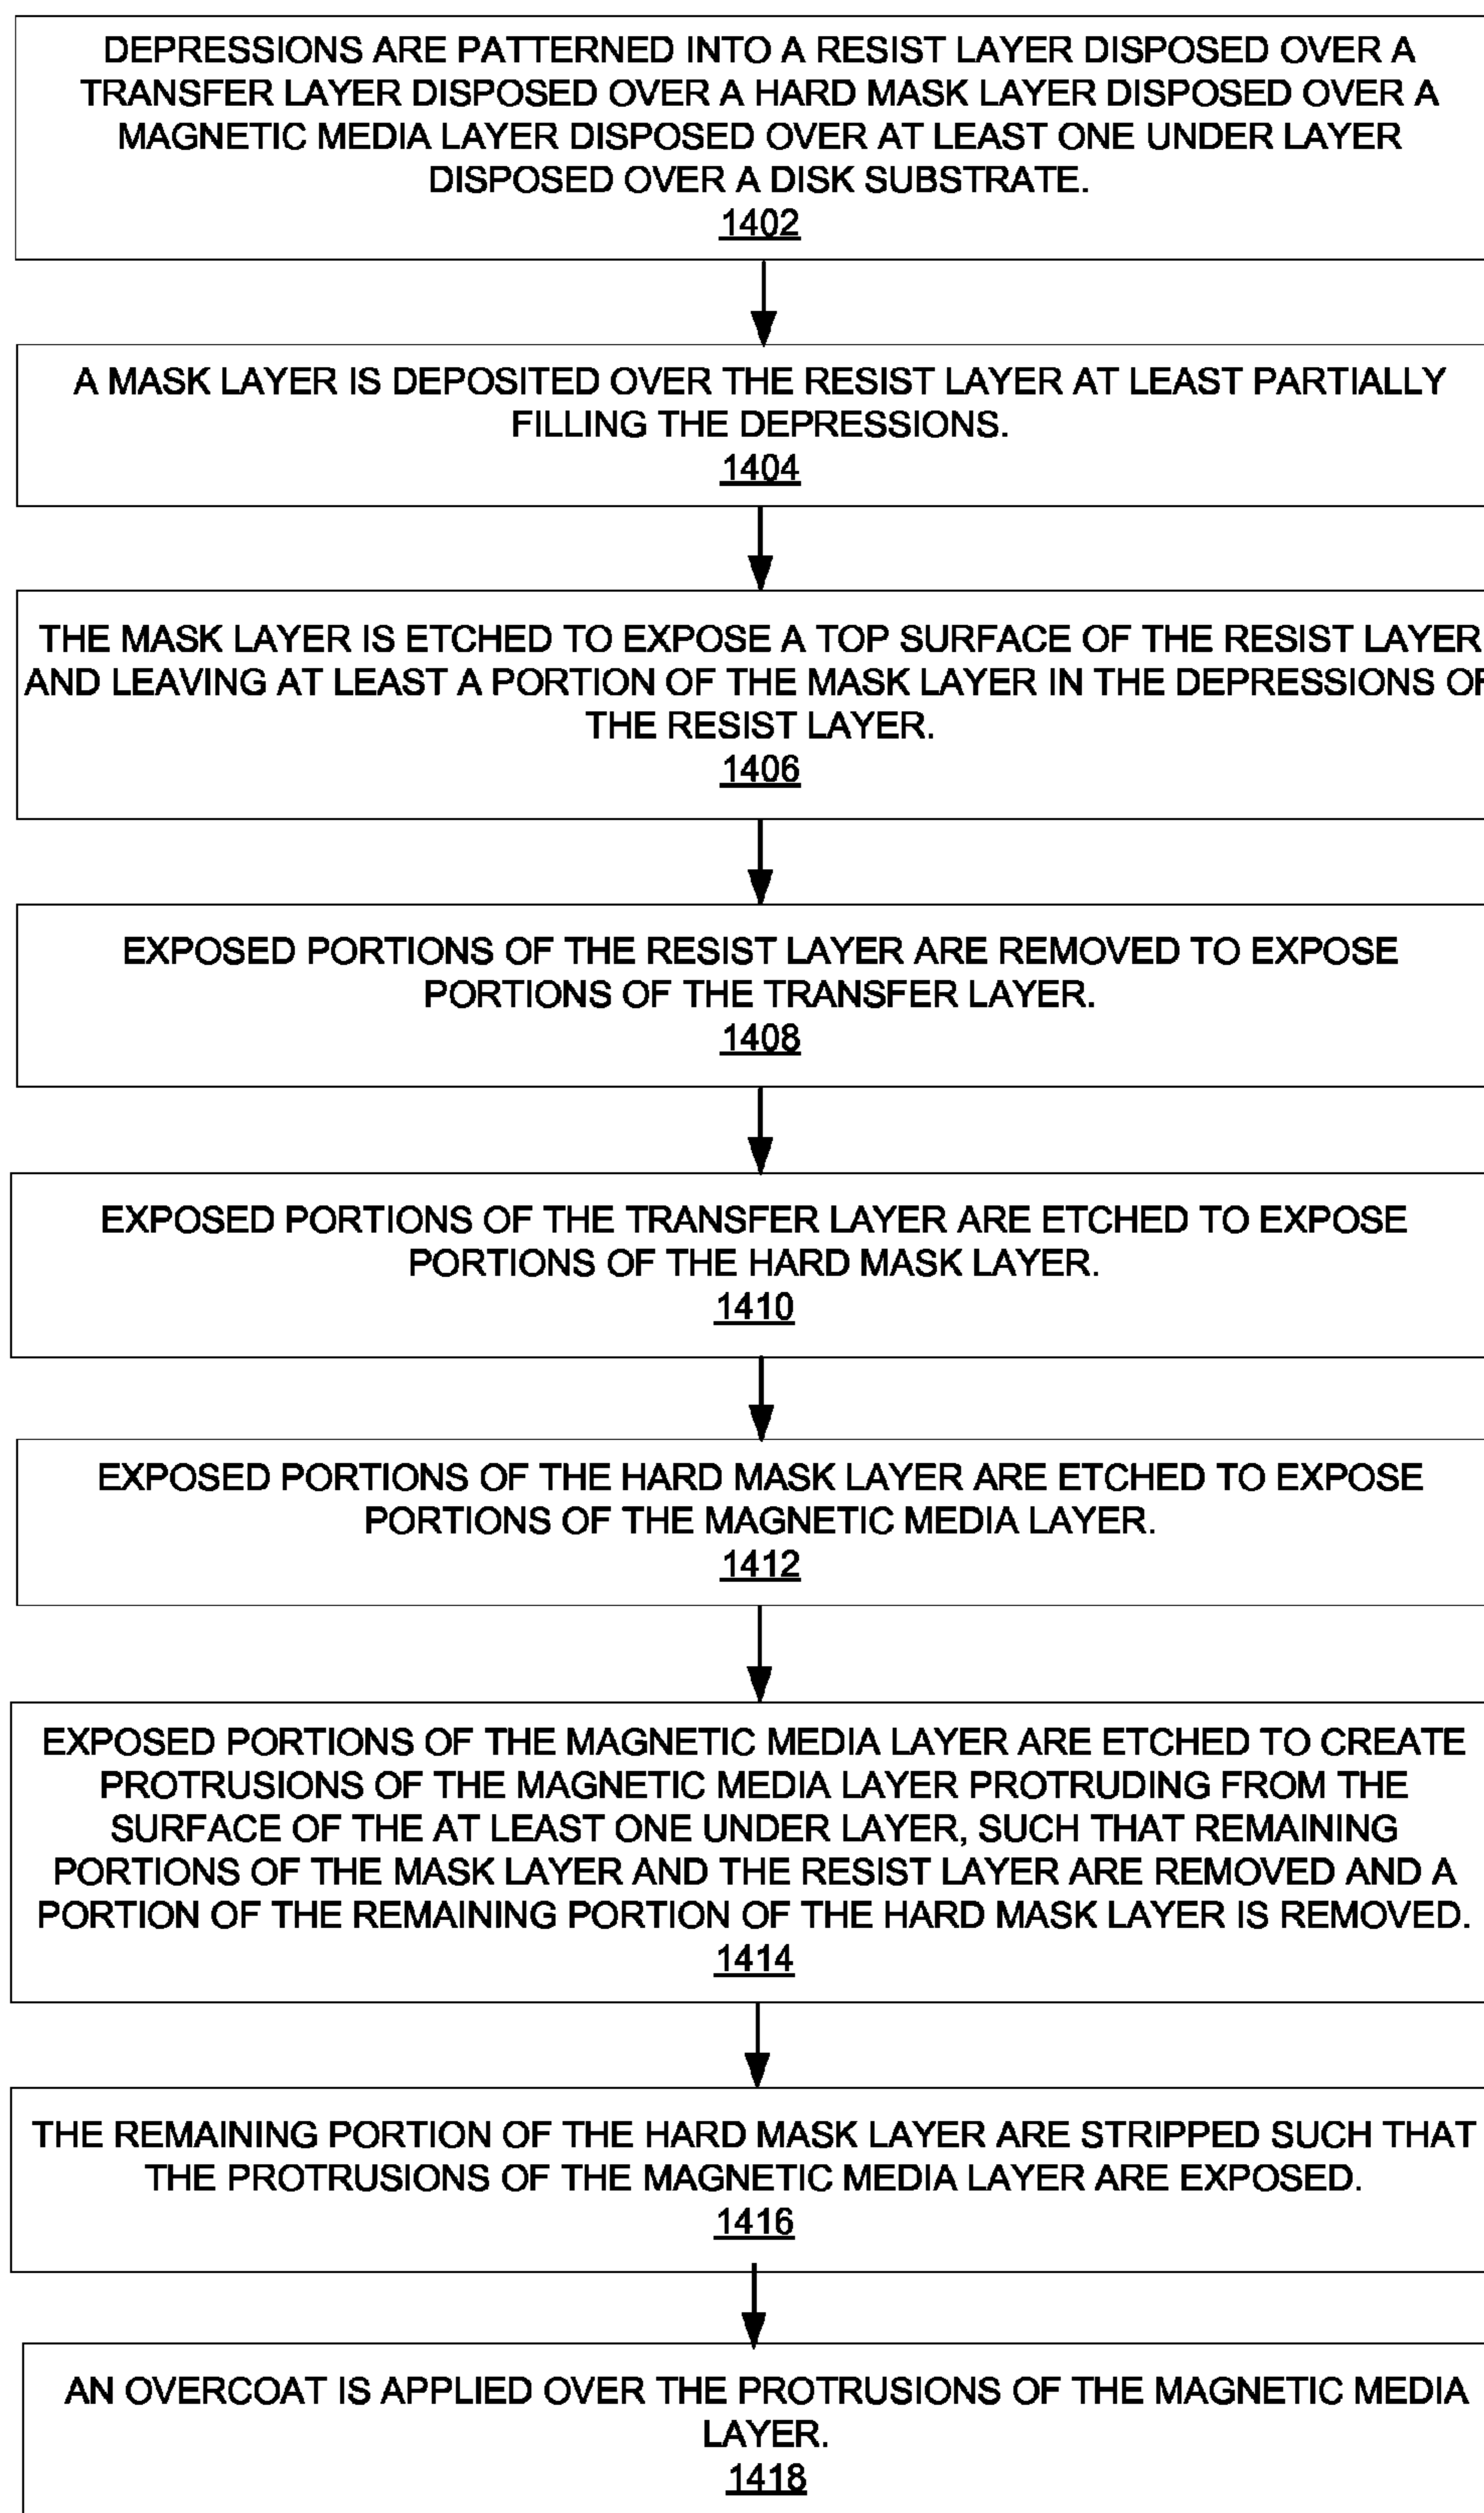 DEPRESSIONS ARE PATTERNED INTO A RESIST LAYER DISPOSED OVER A
TRANSFER LAYER DISPOSED OVER A HARD MASK LAYER DISPOSED OVER A
MAGNETIC MEDIA LAYER DISPOSED OVER AT LEAST ONE UNDER LAYER
DISPOSED OVER A DISK SUBSTRATE.
1402
A MASK LAYER IS DEPOSITED OVER THE RESIST LAYER AT LEAST PARTIALLY
FILLING THE DEPRESSIONS.
1404
THE MASK LAYER IS ETCHED TO EXPOSE A TOP SURFACE OF THE RESIST LAYER
AND LEAVING AT LEAST A PORTION OF THE MASK LAYER IN THE DEPRESSIONS OF
THE RESIST LAYER.
1406
EXPOSED PORTIONS OF THE RESIST LAYER ARE REMOVED TO EXPOSE
PORTIONS OF THE TRANSFER LAYER.
1408
EXPOSED PORTIONS OF THE TRANSFER LAYER ARE ETCHED TO EXPOSE
PORTIONS OF THE HARD MASK LAYER.
1410
EXPOSED PORTIONS OF THE HARD MASK LAYER ARE ETCHED TO EXPOSE
PORTIONS OF THE MAGNETIC MEDIA LAYER.
1412
EXPOSED PORTIONS OF THE MAGNETIC MEDIA LAYER ARE ETCHED TO CREATE
PROTRUSIONS OF THE MAGNETIC MEDIA LAYER PROTRUDING FROM THE
SURFACE OF THE AT LEAST ONE UNDER LAYER, SUCH THAT REMAINING
PORTIONS OF THE MASK LAYER AND THE RESIST LAYER ARE REMOVED AND A
PORTION OF THE REMAINING PORTION OF THE HARD MASK LAYER IS REMOVED.
1414
THE REMAINING PORTION OF THE HARD MASK LAYER ARE STRIPPED SUCH THAT
THE PROTRUSIONS OF THE MAGNETIC MEDIA LAYER ARE EXPOSED.
1416
AN OVERCOAT IS APPLIED OVER THE PROTRUSIONS OF THE MAGNETIC MEDIA
LAYER.
1418